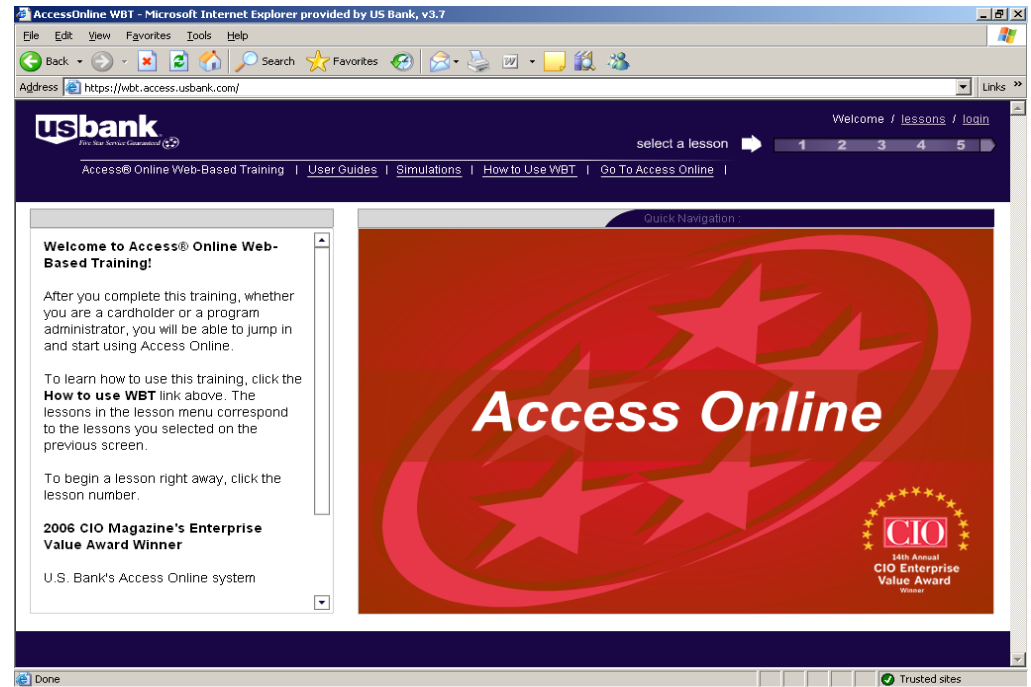 AccessOnline WBT - Microsoft Internet Explorer provided by US Bank, v3.7
File Edit View Favorites Tools Help
Back Search Favorites
Address https://wbt.access.usbank.com/ Links »
usbank.
Five Star Service Guaranteed
Welcome / lessons / login
select a lesson 1 2 3 4 5
Access® Online Web-Based Training | User Guides | Simulations | How to Use WBT | Go To Access Online |
Quick Navigation :
Welcome to Access® Online Web-
Based Training!
After you complete this training, whether
you are a cardholder or a program
administrator, you will be able to jump in
and start using Access Online.
To learn how to use this training, click the
How to use WBT link above. The
lessons in the lesson menu correspond
to the lessons you selected on the
previous screen.
To begin a lesson right away, click the
lesson number.
2006 CIO Magazine's Enterprise
Value Award Winner
U.S. Bank's Access Online system
Access Online
CIO
14th Annual
CIO Enterprise
Value Award
Winner
Done Trusted sites